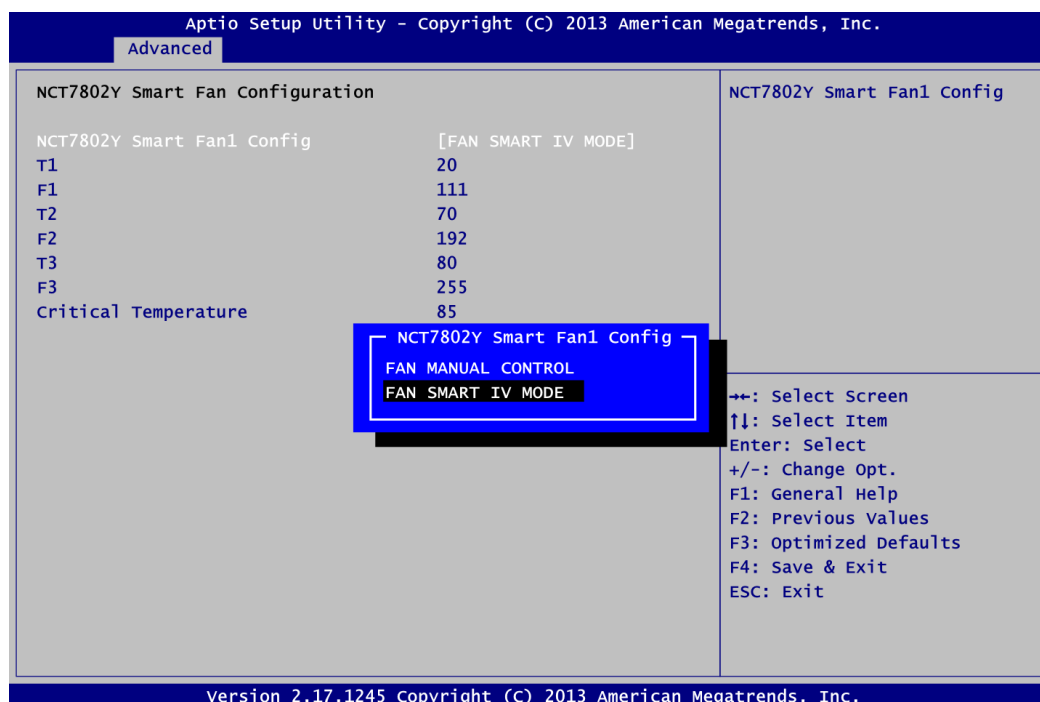 Aptio Setup Utility - Copyright (C) 2013 American Megatrends, Inc.
Advanced
NCT7802Y Smart Fan Configuration
NCT7802Y Smart Fan1 Config [FAN SMART IV MODE]
T1 20
F1 111
T2 70
F2 192
T3 80
F3 255
Critical Temperature 85
NCT7802Y Smart Fan1 Config
FAN MANUAL CONTROL
FAN SMART IV MODE
NCT7802Y Smart Fan1 Config
→←: Select Screen
↑↓: Select Item
Enter: Select
+/-: Change Opt.
F1: General Help
F2: Previous Values
F3: Optimized Defaults
F4: Save & Exit
ESC: Exit
Version 2.17.1245 Copyright (C) 2013 American Megatrends, Inc.